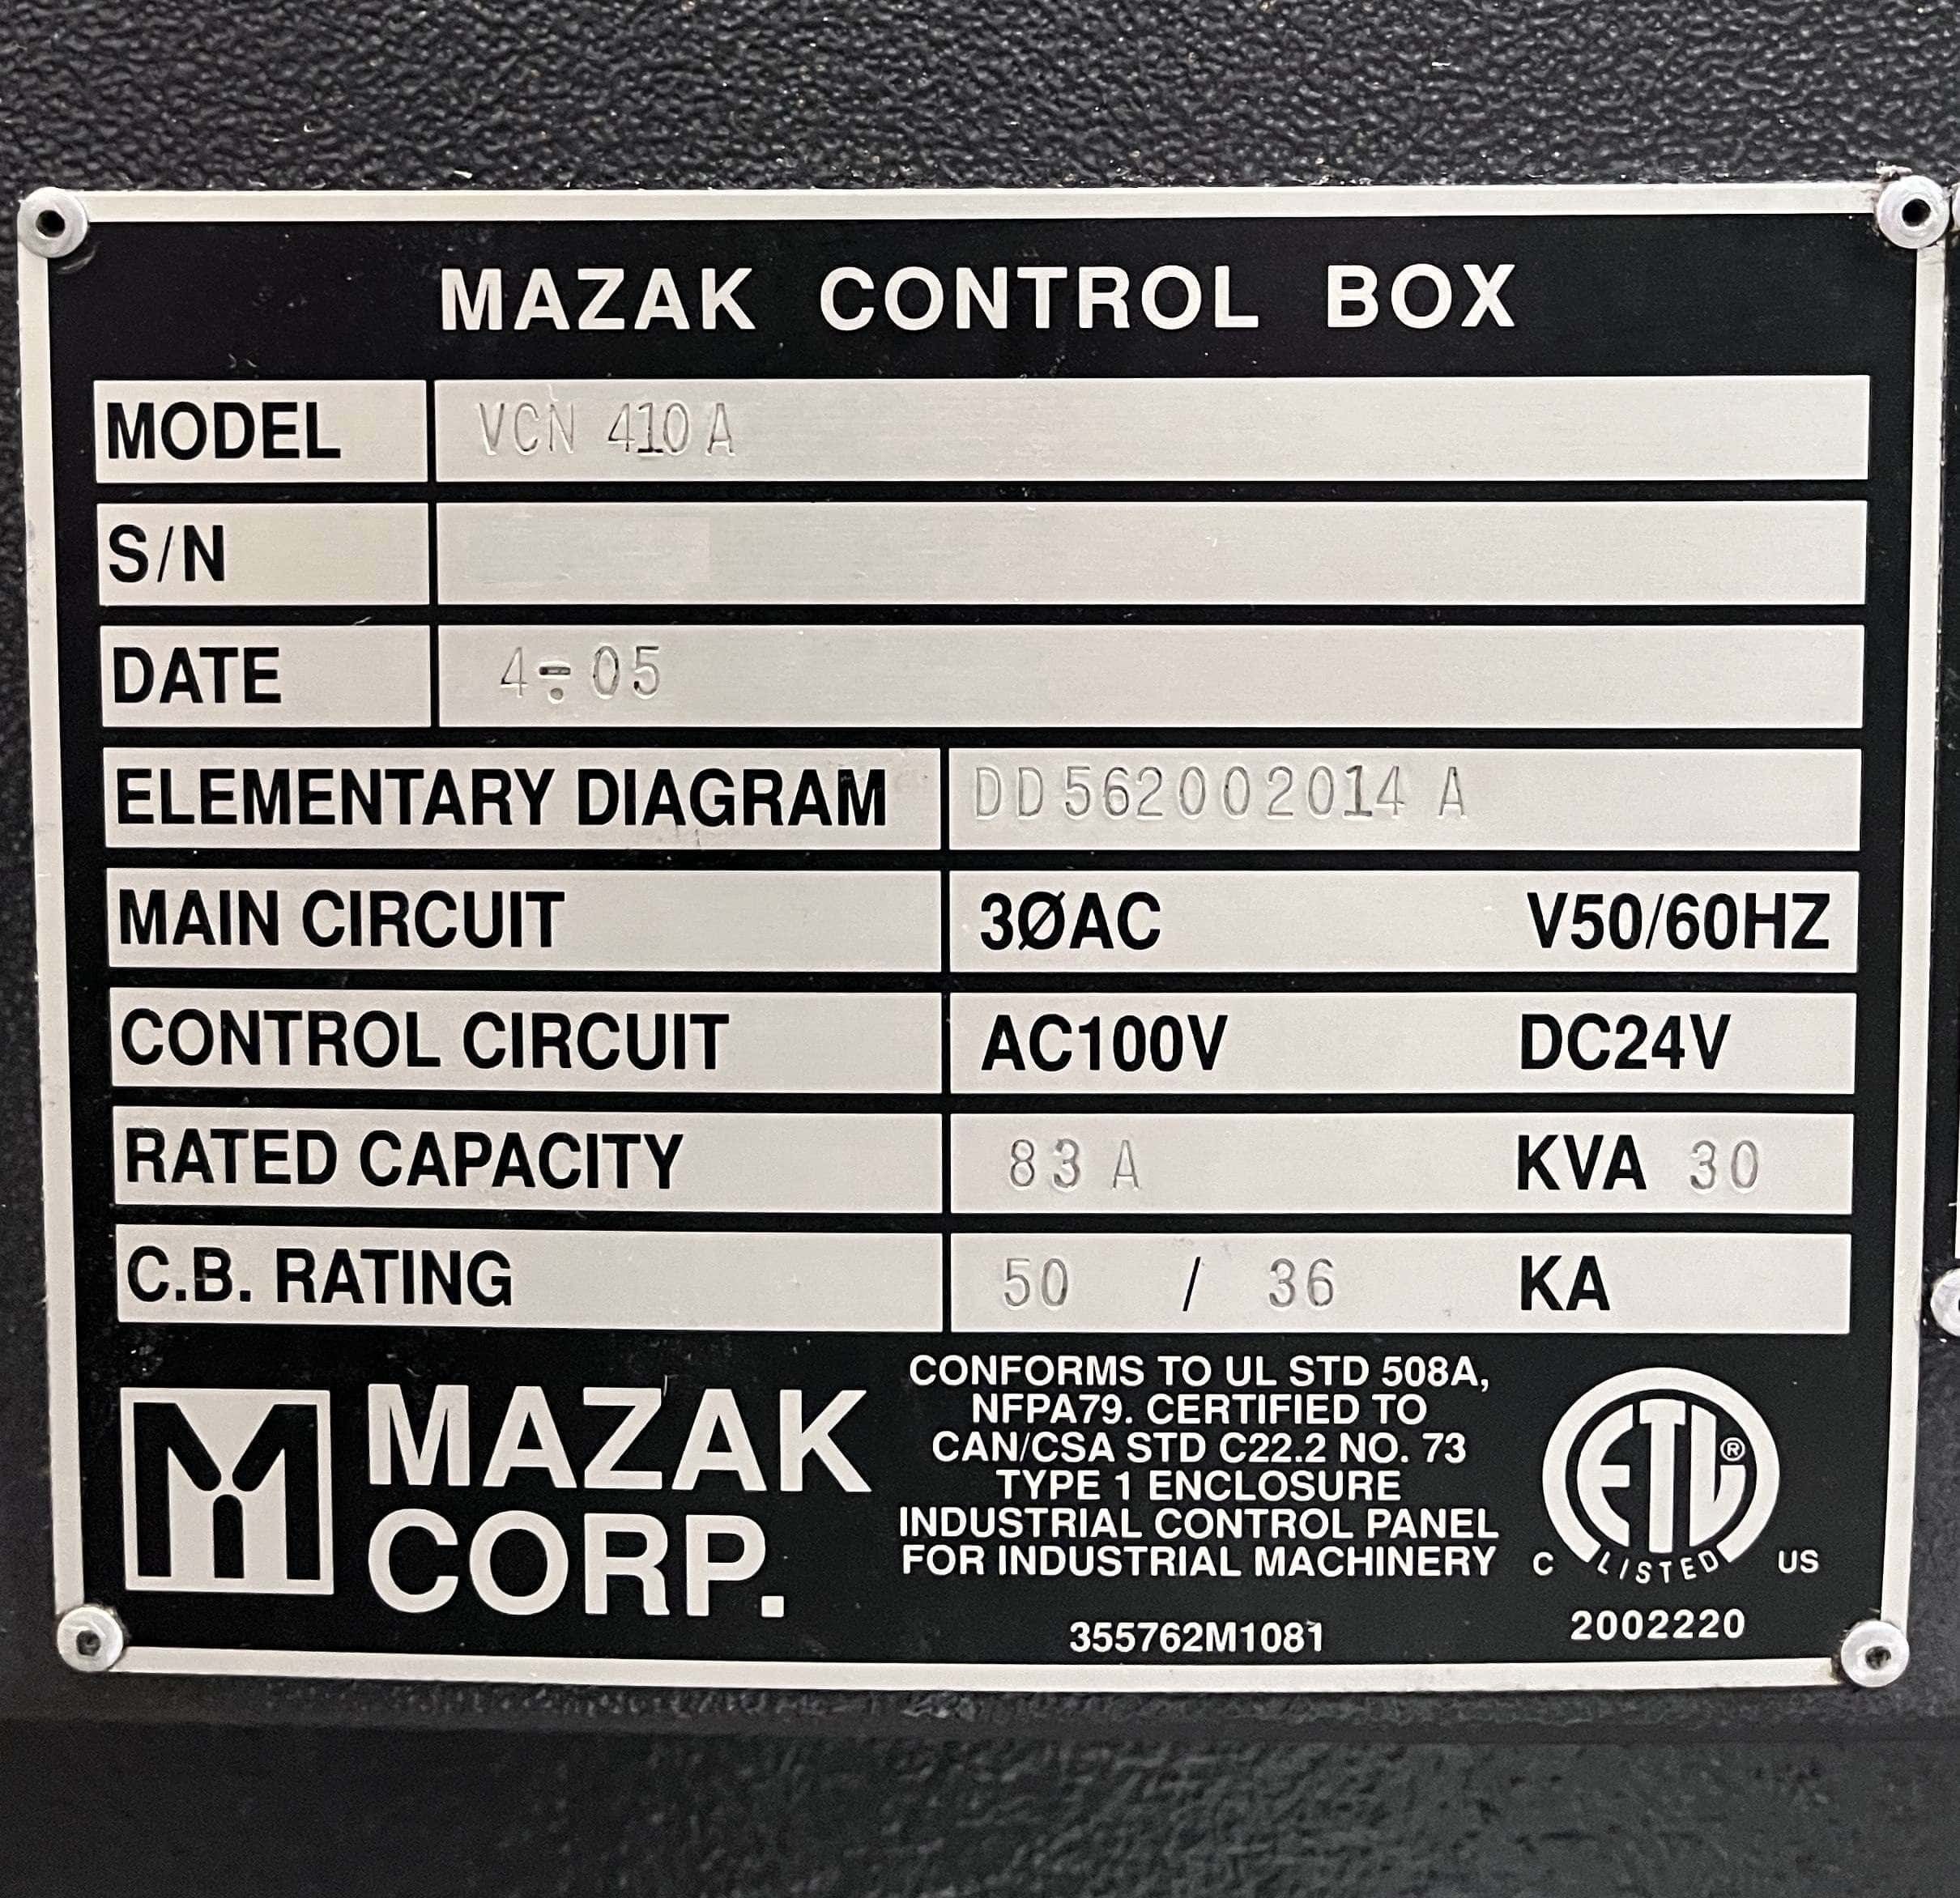 MAZAK CONTROL BOX
MODEL VCN 410 A
S/N
DATE 4-05
ELEMENTARY DIAGRAM DD562002014 A
MAIN CIRCUIT 3ØAC V50/60HZ
CONTROL CIRCUIT AC100V DC24V
RATED CAPACITY 83 A KVA 30
C.B. RATING 50 / 36 KA
MAZAK
CORP.
CONFORMS TO UL STD 508A,
NFPA79. CERTIFIED TO
CAN/CSA STD C22.2 NO. 73
TYPE 1 ENCLOSURE
INDUSTRIAL CONTROL PANEL
FOR INDUSTRIAL MACHINERY
355762M1081
ETL ®
C LISTED US
2002220